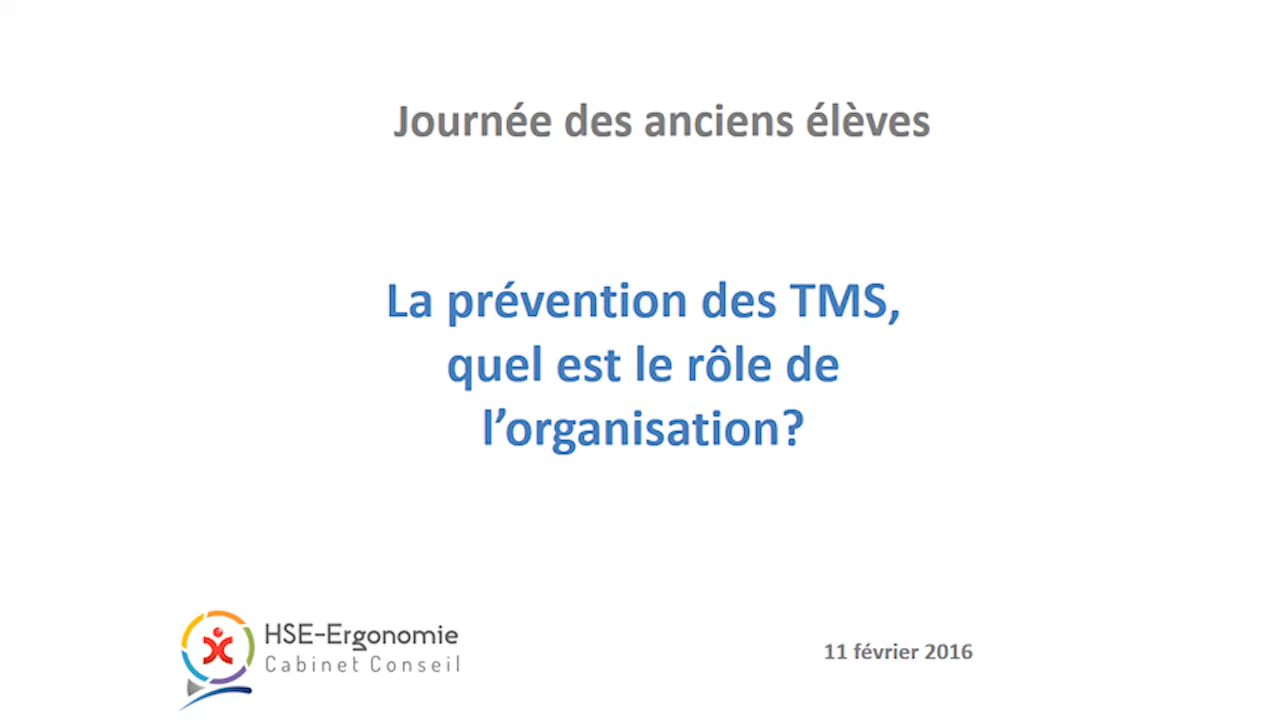 Journée des anciens élèves
La prévention des TMS,
quel est le rôle de
l’organisation?
HSE-Ergonomie
Cabinet Conseil
11 février 2016